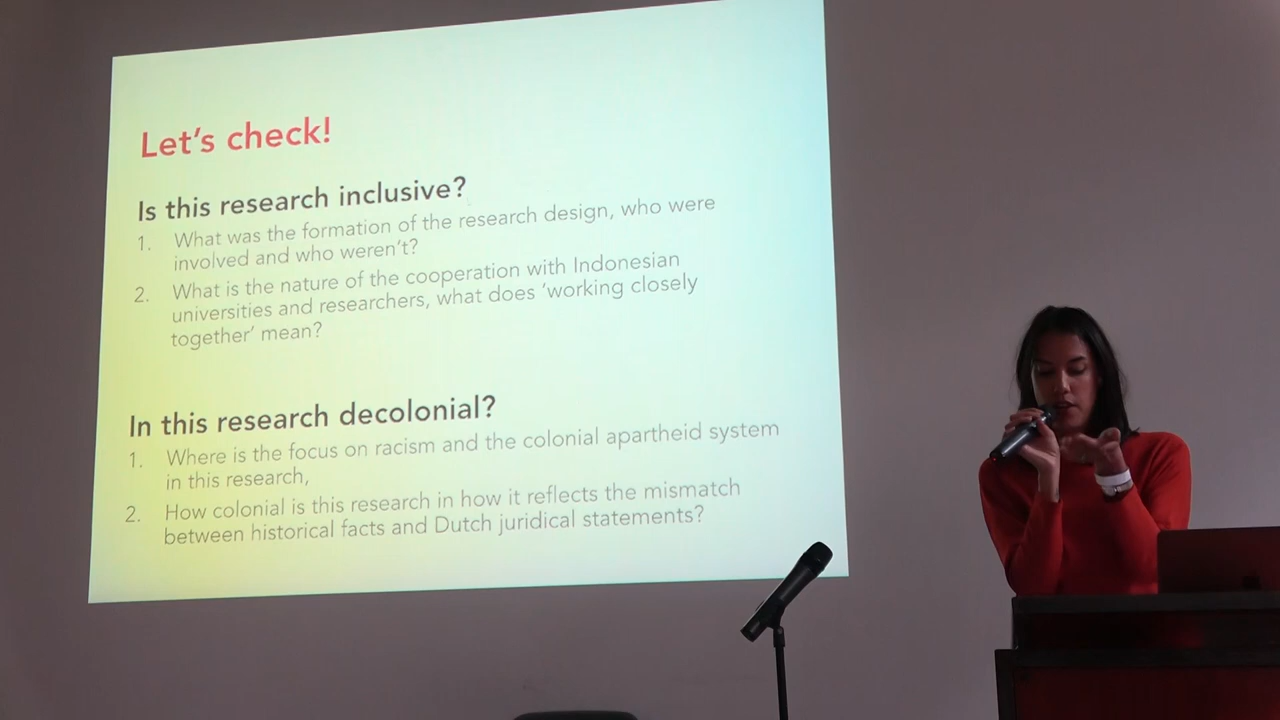 Let's check!
Is this research inclusive?
1. What was the formation of the research design, who were
involved and who weren't?
2. What is the nature of the cooperation with Indonesian
universities and researchers, what does 'working closely
together' mean?
In this research decolonial?
1. Where is the focus on racism and the colonial apartheid system
in this research,
2. How colonial is this research in how it reflects the mismatch
between historical facts and Dutch juridical statements?